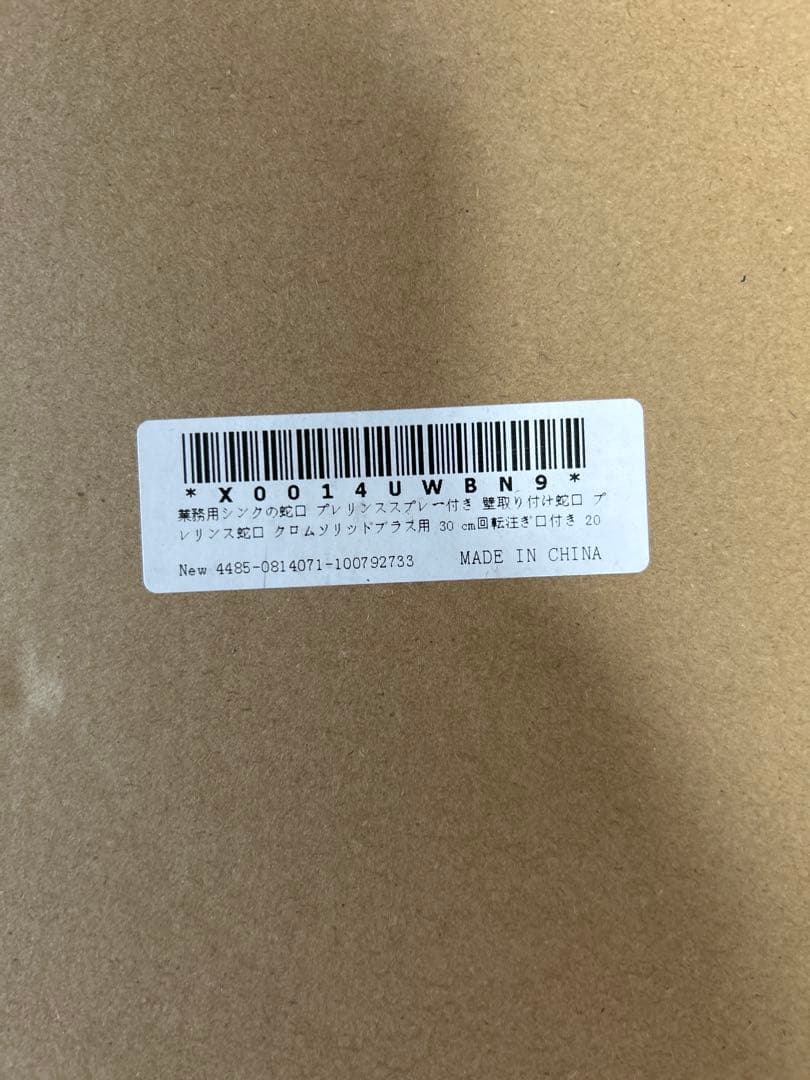 *X0014UWBN9*
業務用シンクの蛇口 プレリンススプレー付き 壁取り付け蛇口 プ
レリンス蛇口 クロムソリッドブラス用 30 cm回転注ぎ口付き 20
New 4485-0814071-100792733 MADE IN CHINA